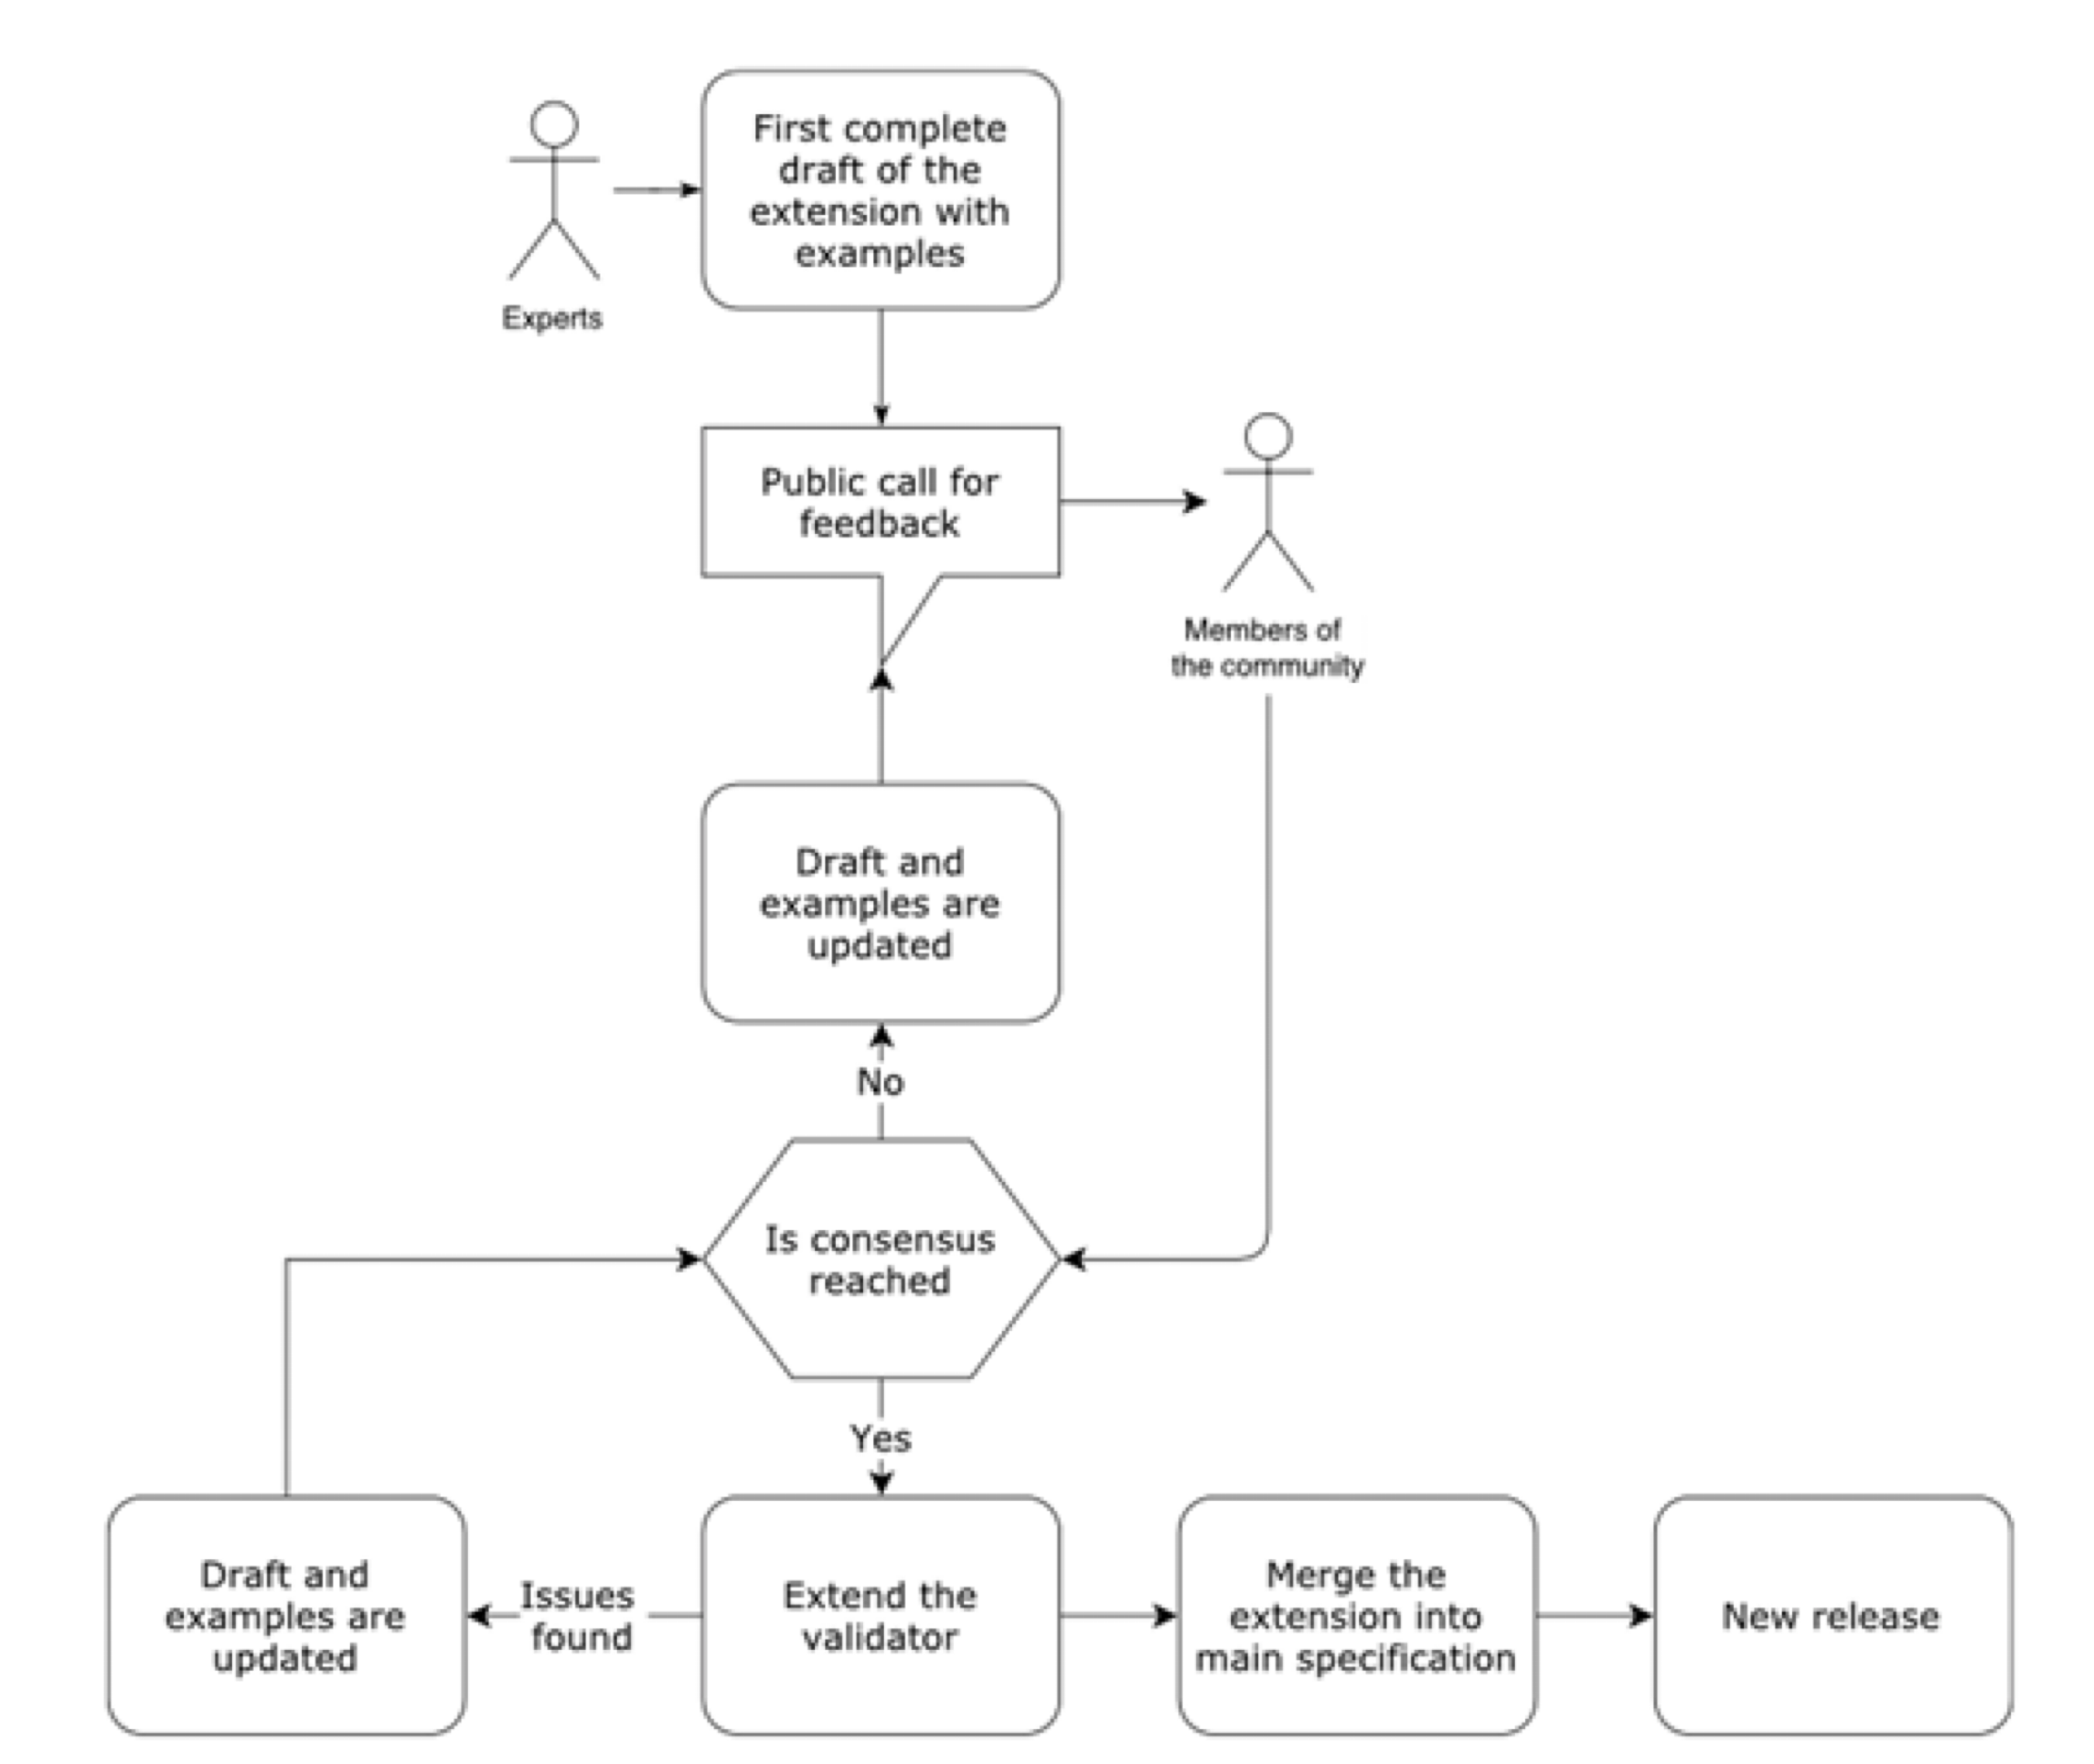 First complete
draft of the
extension with
examples
Experts
Public call for
feedback
Members of
the community
Draft and
examples are
updated
No
Is consensus
reached
Yes
Draft and
examples are
updated
Issues
found
Extend the
validator
Merge the
extension into
main specification
New release